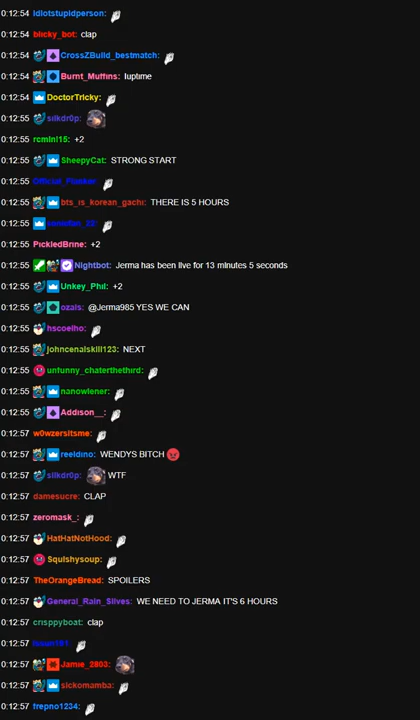 0:12:54 idiotstupidperson:
0:12:54 blicky_bot: clap
0:12:54 CrossZBuild_bestmatch:
0:12:54 Burnt_Muffins: !uptime
0:12:54 DoctorTricky:
0:12:55 silkdr0p:
0:12:55 rcmini15: +2
0:12:55 SheepyCat: STRONG START
0:12:55
0:12:55 bts_is_korean_gachi: THERE IS 5 HOURS
0:12:55
0:12:55 PickledBrine: +2
0:12:55 Nightbot: Jerma has been live for 13 minutes 5 seconds
0:12:55 Unkey_Phil: +2
0:12:55 ozals: @Jerma985 YES WE CAN
0:12:55 hscoelho:
0:12:55 johncenaiskill123: NEXT
0:12:55 unfunny_chaterthethird:
0:12:55 nanowiener:
0:12:55 Addison__:
0:12:57 w0wzersitsme:
0:12:57 reeldino: WENDYS BITCH
0:12:57 silkdr0p: WTF
0:12:57 damesucre: CLAP
0:12:57 zeromask_:
0:12:57 HatHatNotHood:
0:12:57 Squishysoup:
0:12:57 TheOrangeBread: SPOILERS
0:12:57 General_Rain_Slives: WE NEED TO JERMA IT'S 6 HOURS
0:12:57 crisppyboat: clap
0:12:57
0:12:57 Jamie_2803:
0:12:57 sickomamba:
0:12:57 frepno1234: